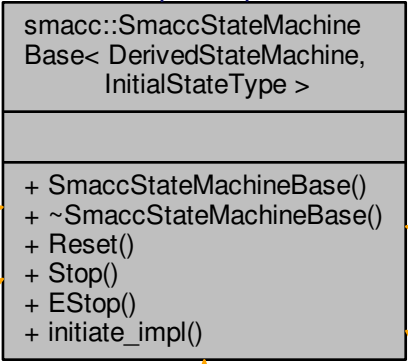 smacc::SmaccStateMachine
Base< DerivedStateMachine,
InitialStateType >
+ SmaccStateMachineBase()
+ ~SmaccStateMachineBase()
+ Reset()
+ Stop()
+ EStop()
+ initiate_impl()